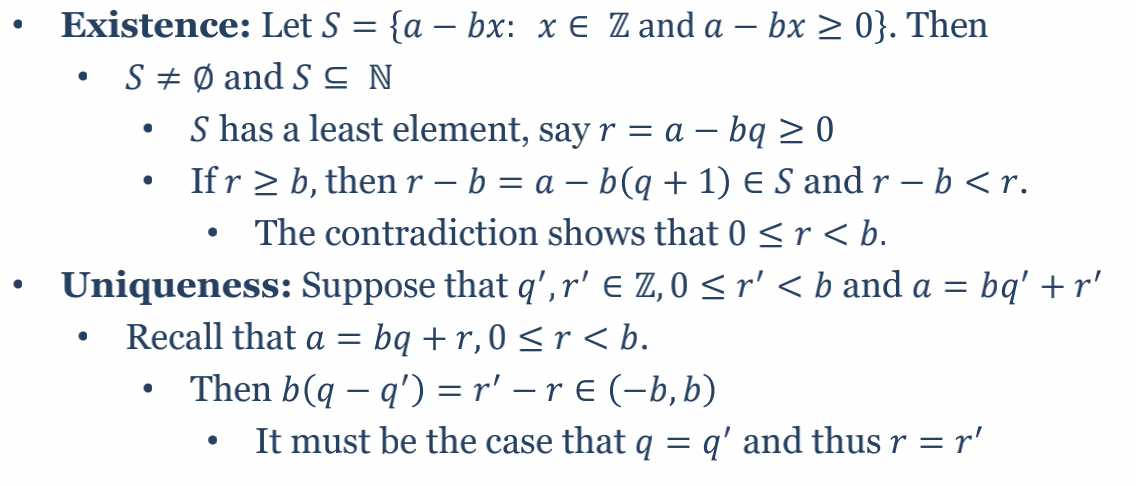 • Existence: Let S = {a − bx: x ∈ ℤ and a − bx ≥ 0}. Then
• S ≠ ∅ and S ⊆ ℕ
• S has a least element, say r = a − bq ≥ 0
• If r ≥ b, then r − b = a − b(q + 1) ∈ S and r − b < r.
• The contradiction shows that 0 ≤ r < b.
• Uniqueness: Suppose that q′, r′ ∈ ℤ, 0 ≤ r′ < b and a = bq′ + r′
• Recall that a = bq + r, 0 ≤ r < b.
• Then b(q − q′) = r′ − r ∈ (−b, b)
• It must be the case that q = q′ and thus r = r′